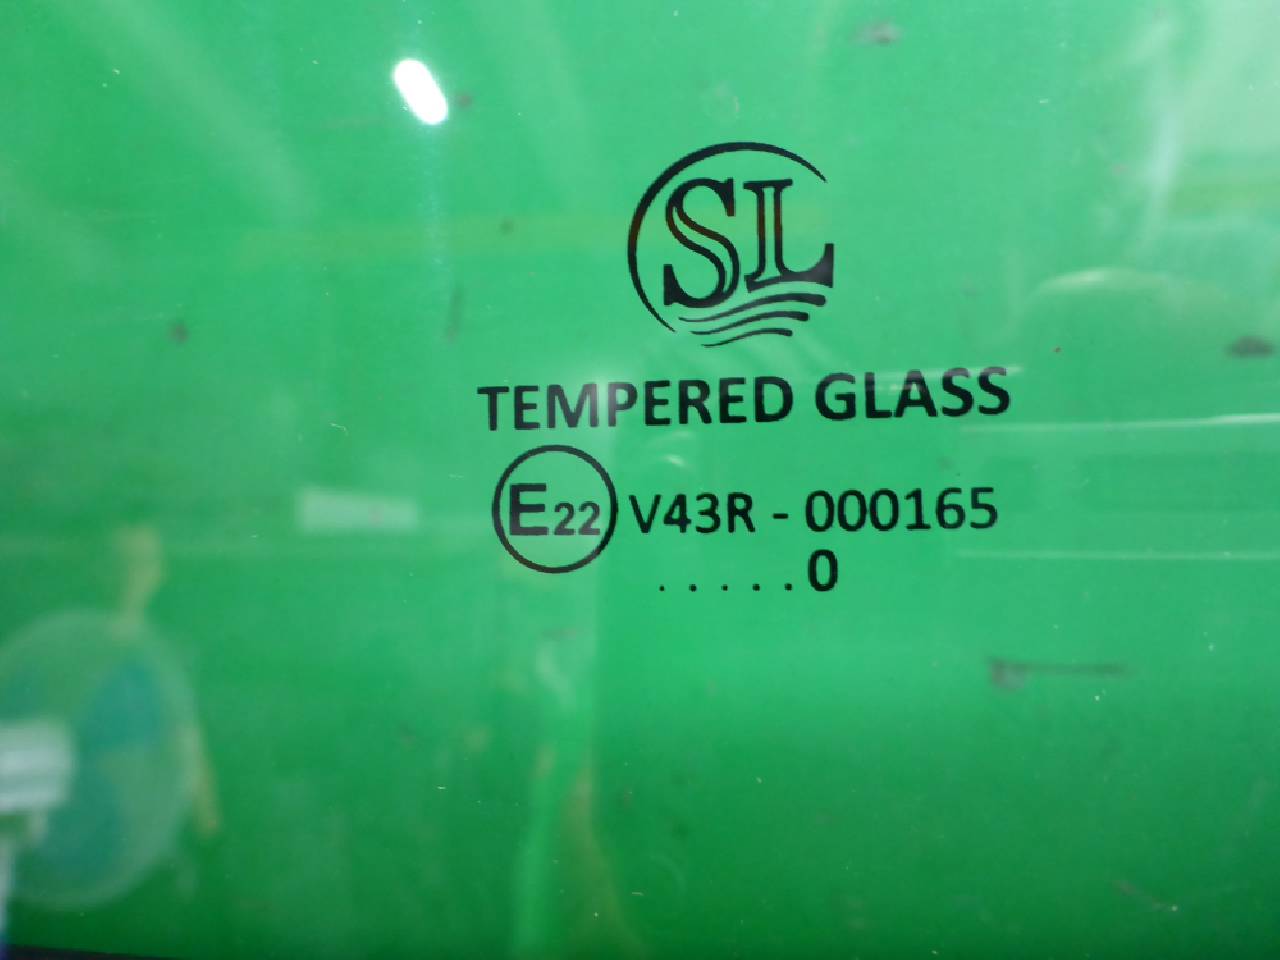 SL
TEMPERED GLASS
E22 V43R - 000165
. . . . . 0